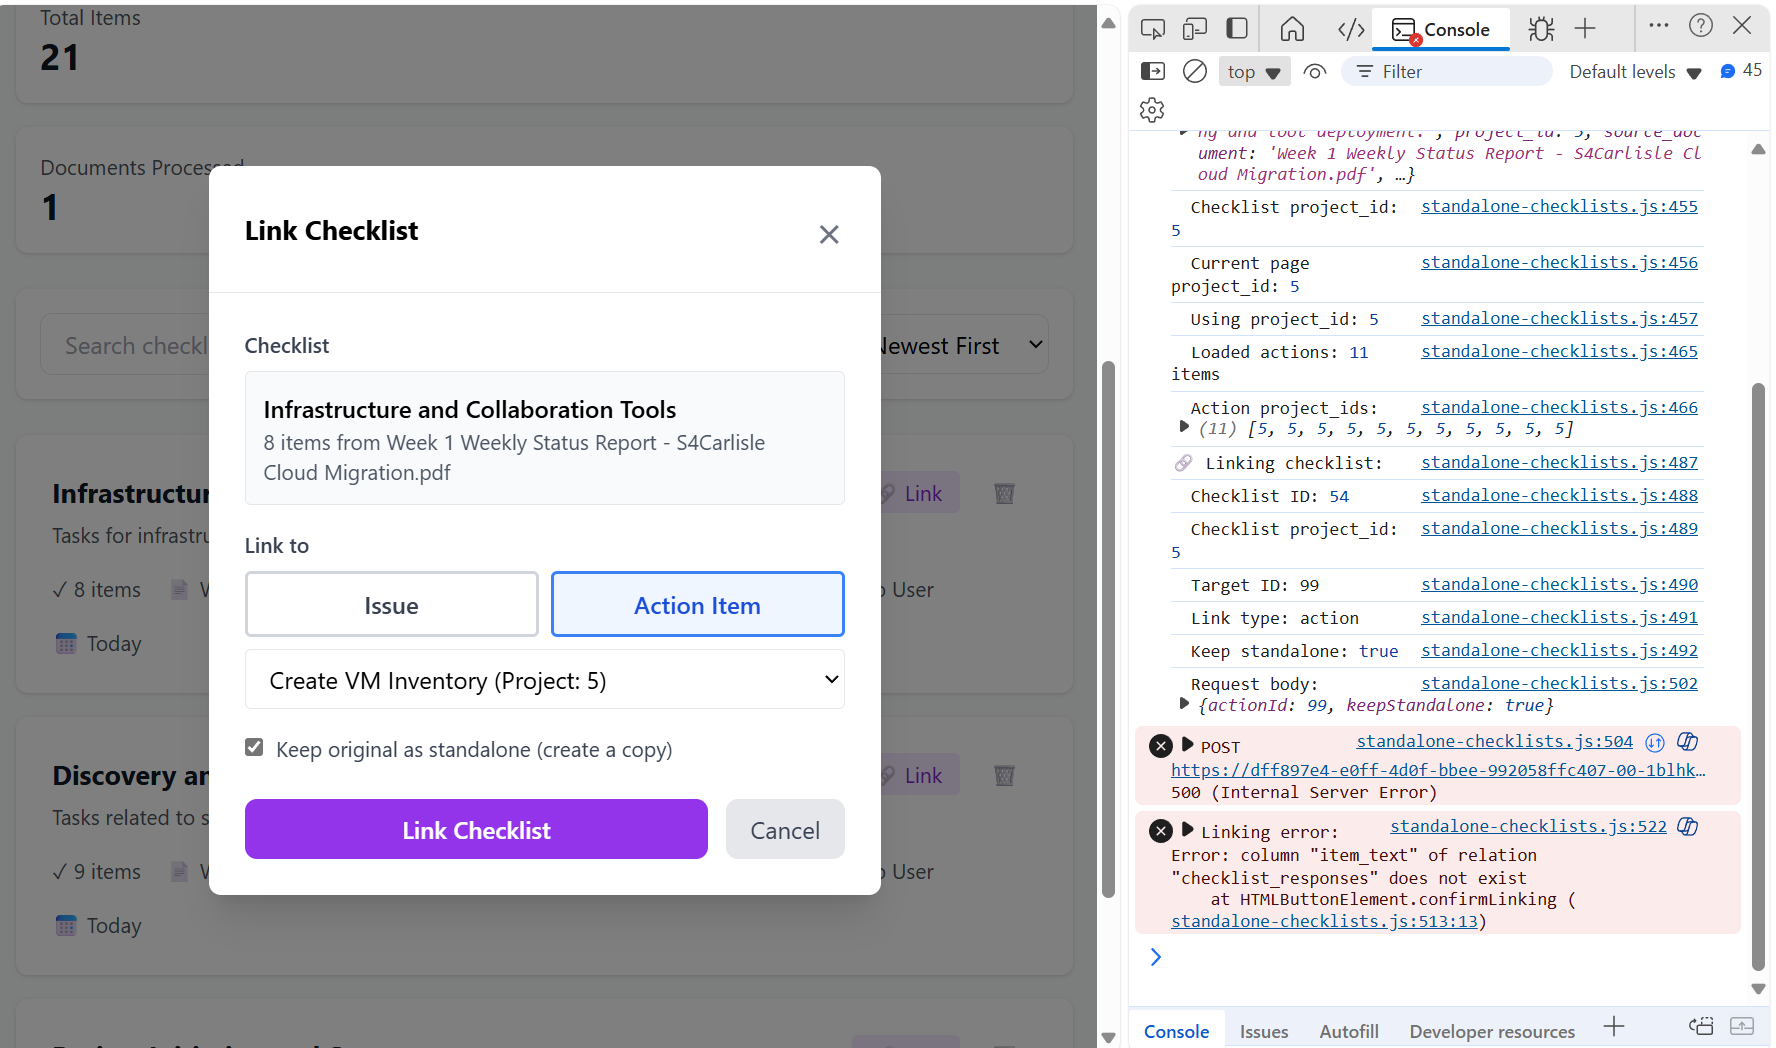 Total Items
21
Documents Processed
1
Search checkl
Newest First
Infrastructur
Link
Tasks for infrastru
✓ 8 items
User
Today
Discovery an
Link
Tasks related to s
✓ 9 items
User
Today
Link Checklist
Checklist
Infrastructure and Collaboration Tools
8 items from Week 1 Weekly Status Report - S4Carlisle
Cloud Migration.pdf
Link to
Issue
Action Item
Create VM Inventory (Project: 5)
Keep original as standalone (create a copy)
Link Checklist
Cancel
Console
top
Filter
Default levels
45
ng and tool deployment.', project_id: 5, source_doc
ument: 'Week 1 Weekly Status Report - S4Carlisle Cl
oud Migration.pdf', …}
Checklist project_id: standalone-checklists.js:455
5
Current page standalone-checklists.js:456
project_id: 5
Using project_id: 5 standalone-checklists.js:457
Loaded actions: 11 standalone-checklists.js:465
items
Action project_ids: standalone-checklists.js:466
(11) [5, 5, 5, 5, 5, 5, 5, 5, 5, 5, 5]
Linking checklist: standalone-checklists.js:487
Checklist ID: 54 standalone-checklists.js:488
Checklist project_id: standalone-checklists.js:489
5
Target ID: 99 standalone-checklists.js:490
Link type: action standalone-checklists.js:491
Keep standalone: true standalone-checklists.js:492
Request body: standalone-checklists.js:502
{actionId: 99, keepStandalone: true}
POST standalone-checklists.js:504
https://dff897e4-e0ff-4d0f-bbee-992058ffc407-00-1blhk…
500 (Internal Server Error)
Linking error: standalone-checklists.js:522
Error: column "item_text" of relation
"checklist_responses" does not exist
at HTMLButtonElement.confirmLinking (
standalone-checklists.js:513:13)
Console
Issues
Autofill
Developer resources